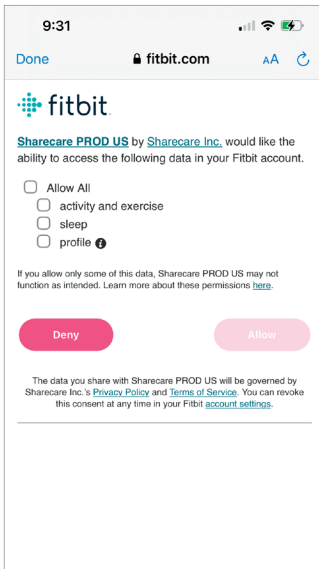 9:31
Done
fitbit.com
AA
fitbit.
Sharecare PROD US by Sharecare Inc. would like the
ability to access the following data in your Fitbit account.
Allow All
activity and exercise
sleep
profile
If you allow only some of this data, Sharecare PROD US may not
function as intended. Learn more about these permissions here.
Deny
Allow
The data you share with Sharecare PROD US will be governed by
Sharecare Inc.'s Privacy Policy and Terms of Service. You can revoke
this consent at any time in your Fitbit account settings.